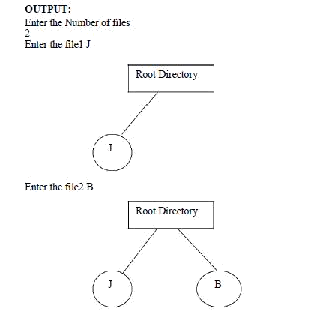 OUTPUT:
Enter the Number of files
2
Enter the file1 J
Root Directory
J
Enter the file2 B
Root Directory
J
B